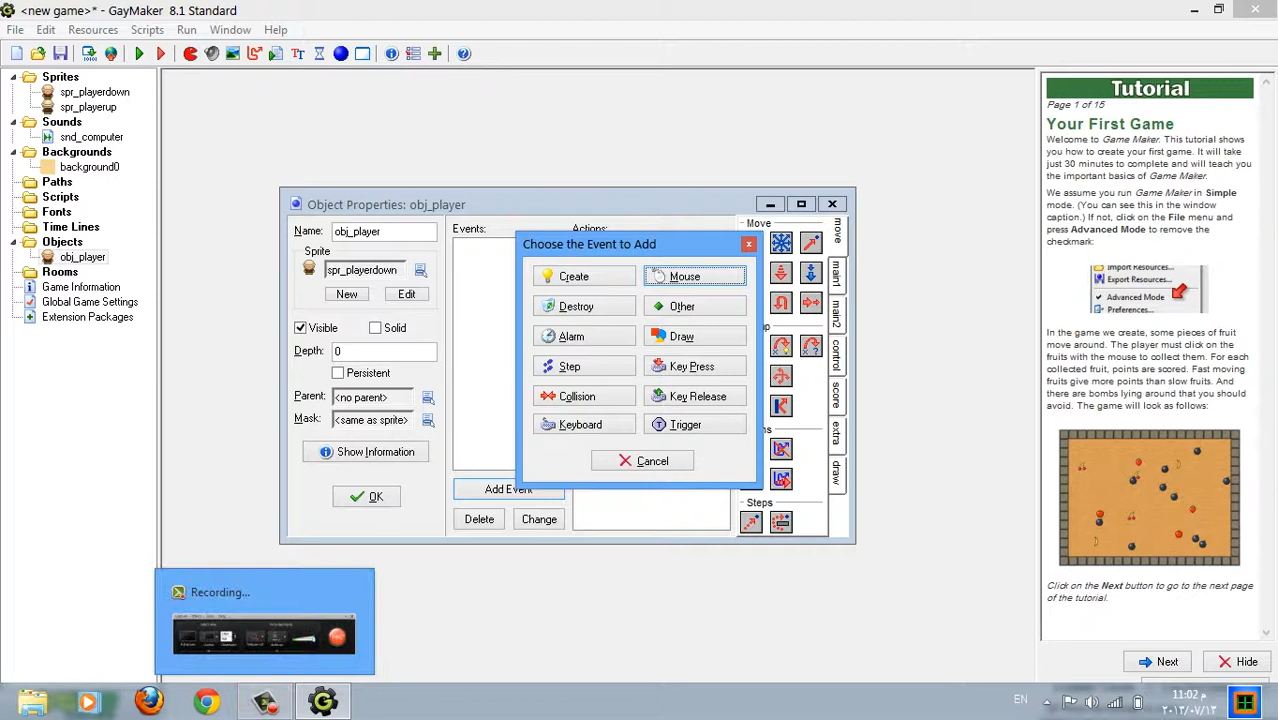 <new game>* - GayMaker 8.1 Standard
File Edit Resources Scripts Run Window Help
Sprites
spr_playerdown
spr_playerup
Sounds
snd_computer
Backgrounds
background0
Paths
Scripts
Fonts
Time Lines
Objects
obj_player
Rooms
Game Information
Global Game Settings
Extension Packages
Object Properties: obj_player
Name: obj_player
Sprite
spr_playerdown
New Edit
Visible Solid
Depth: 0
Persistent
Parent: <no parent>
Mask: <same as sprite>
Show Information
OK
Events:
Actions:
Add Event
Delete Change
Choose the Event to Add
Create Mouse
Destroy Other
Alarm Draw
Step Key Press
Collision Key Release
Keyboard Trigger
Cancel
Move
Steps
move
main1
main2
control
score
extra
draw
Tutorial
Page 1 of 15
Your First Game
Welcome to Game Maker. This tutorial shows
you how to create your first game. It will take
just 30 minutes to complete and will teach you
the important basics of Game Maker.
We assume you run Game Maker in Simple
mode. (You can see this in the window
caption.) If not, click on the File menu and
press Advanced Mode to remove the
checkmark:
Import Resources...
Export Resources...
Advanced Mode
Preferences...
In the game we create, some pieces of fruit
move around. The player must click on the
fruits with the mouse to collect them. For each
collected fruit, points are scored. Fast moving
fruits give more points than slow fruits. And
there are bombs lying around that you should
avoid. The game will look as follows:
Click on the Next button to go to the next page
of the tutorial.
Next Hide
Recording...
EN
11:02 م
٢٠١٣/٠٧/١٣